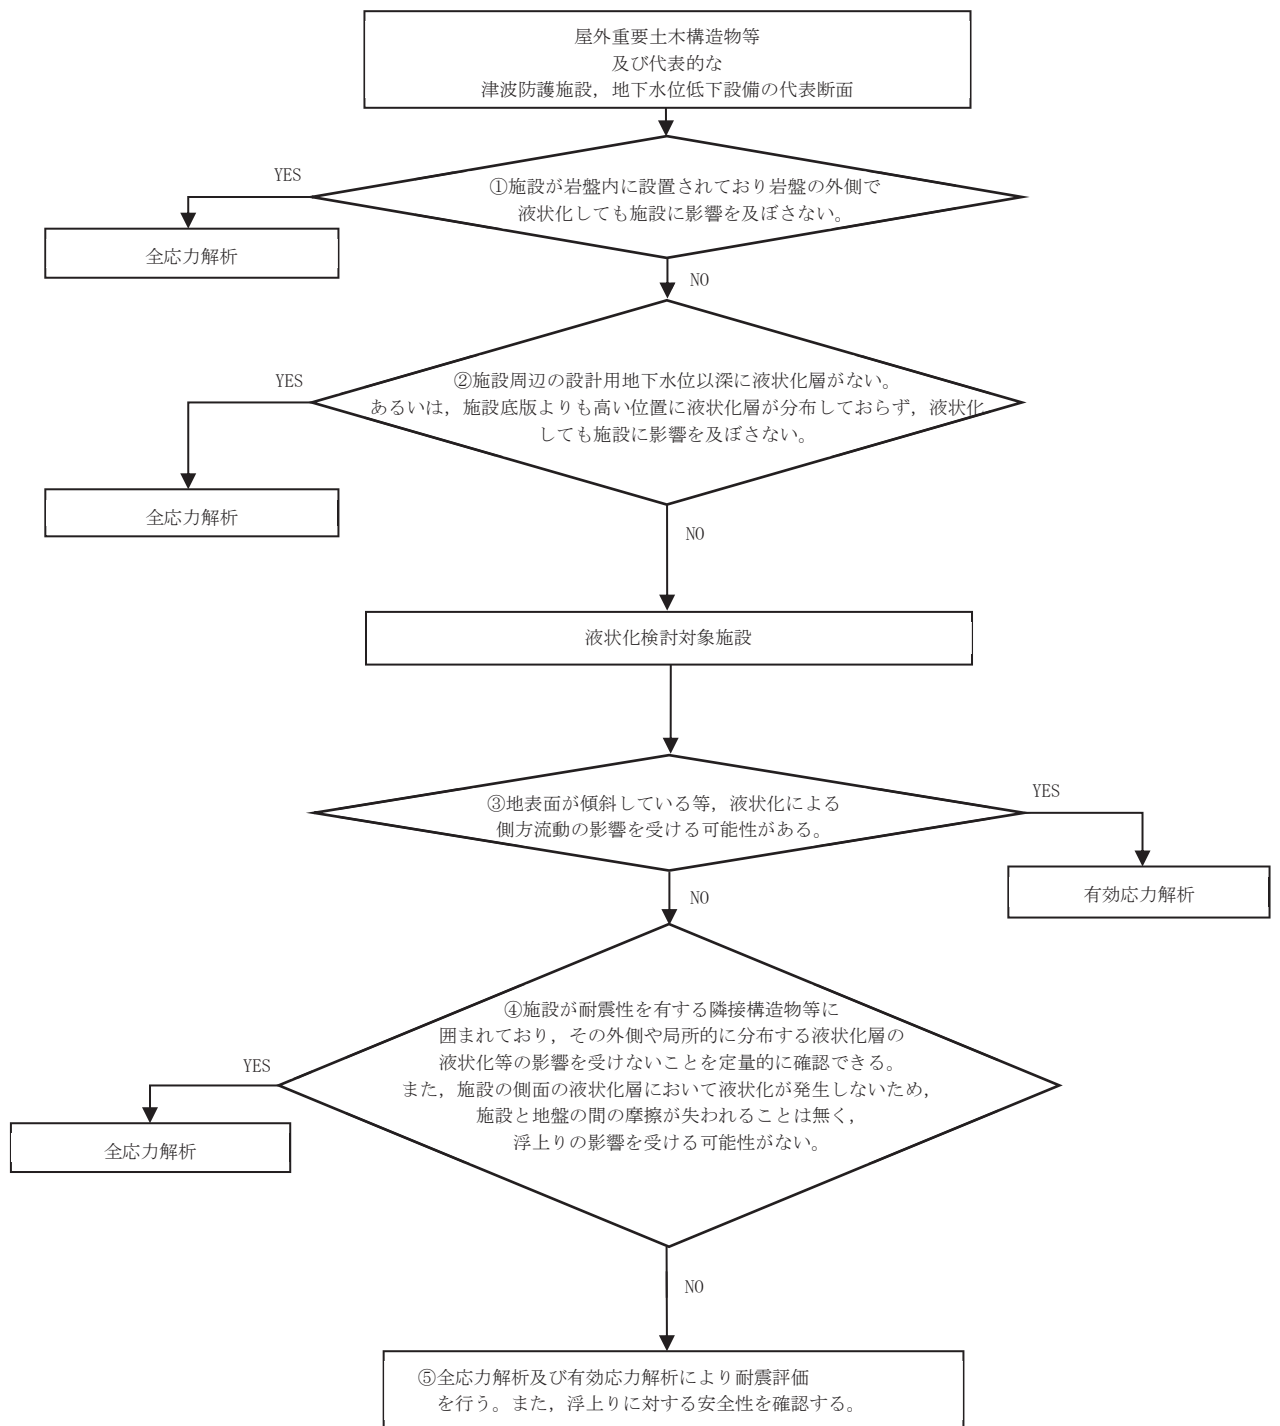 屋外重要土木構造物等
及び代表的な
津波防護施設，地下水位低下設備の代表断面
YES
①施設が岩盤内に設置されており岩盤の外側で
液状化しても施設に影響を及ぼさない。
全応力解析
NO
YES
②施設周辺の設計用地下水位以深に液状化層がない。
あるいは，施設底版よりも高い位置に液状化層が分布しておらず，液状化
しても施設に影響を及ぼさない。
全応力解析
NO
液状化検討対象施設
③地表面が傾斜している等，液状化による
側方流動の影響を受ける可能性がある。
YES
有効応力解析
NO
④施設が耐震性を有する隣接構造物等に
囲まれており，その外側や局所的に分布する液状化層の
液状化等の影響を受けないことを定量的に確認できる。
また，施設の側面の液状化層において液状化が発生しないため，
施設と地盤の間の摩擦が失われることは無く，
浮上りの影響を受ける可能性がない。
YES
全応力解析
NO
⑤全応力解析及び有効応力解析により耐震評価
を行う。また，浮上りに対する安全性を確認する。